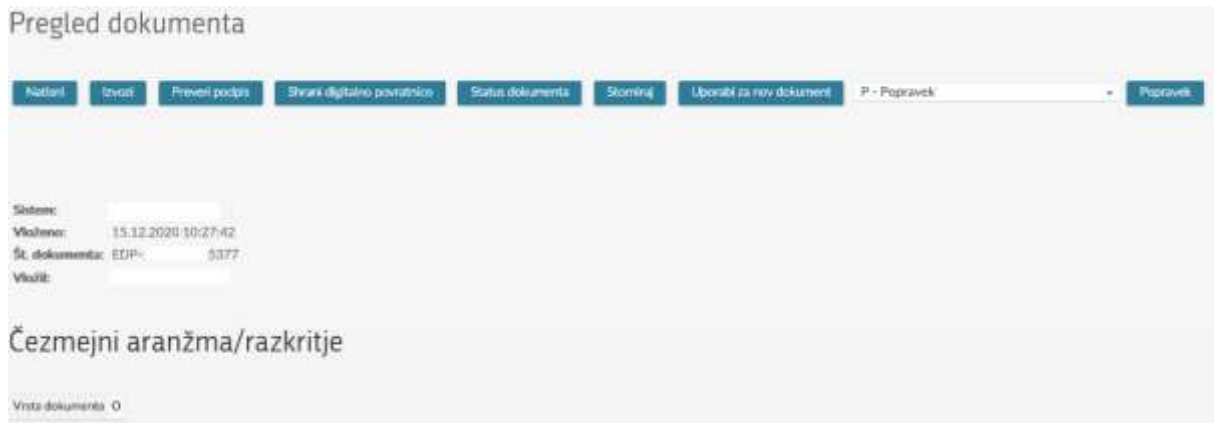 Pregled dokumenta
Natisni Izvozi Preveri podpis Shrani digitalno povratnico Status dokumenta Storniraj Uporabi za nov dokument P - Popravek Popravek
Sistem:
Vloženo: 15.12.2020 10:27:42
Št. dokumenta: EDP- 5377
Vložil:
Čezmejni aranžma/razkritje
Vrsta dokumenta O